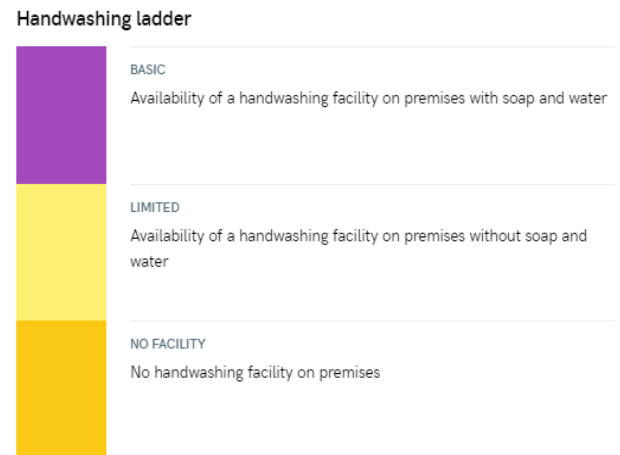 Handwashing ladder
BASIC
Availability of a handwashing facility on premises with soap and water
LIMITED
Availability of a handwashing facility on premises without soap and
water
NO FACILITY
No handwashing facility on premises